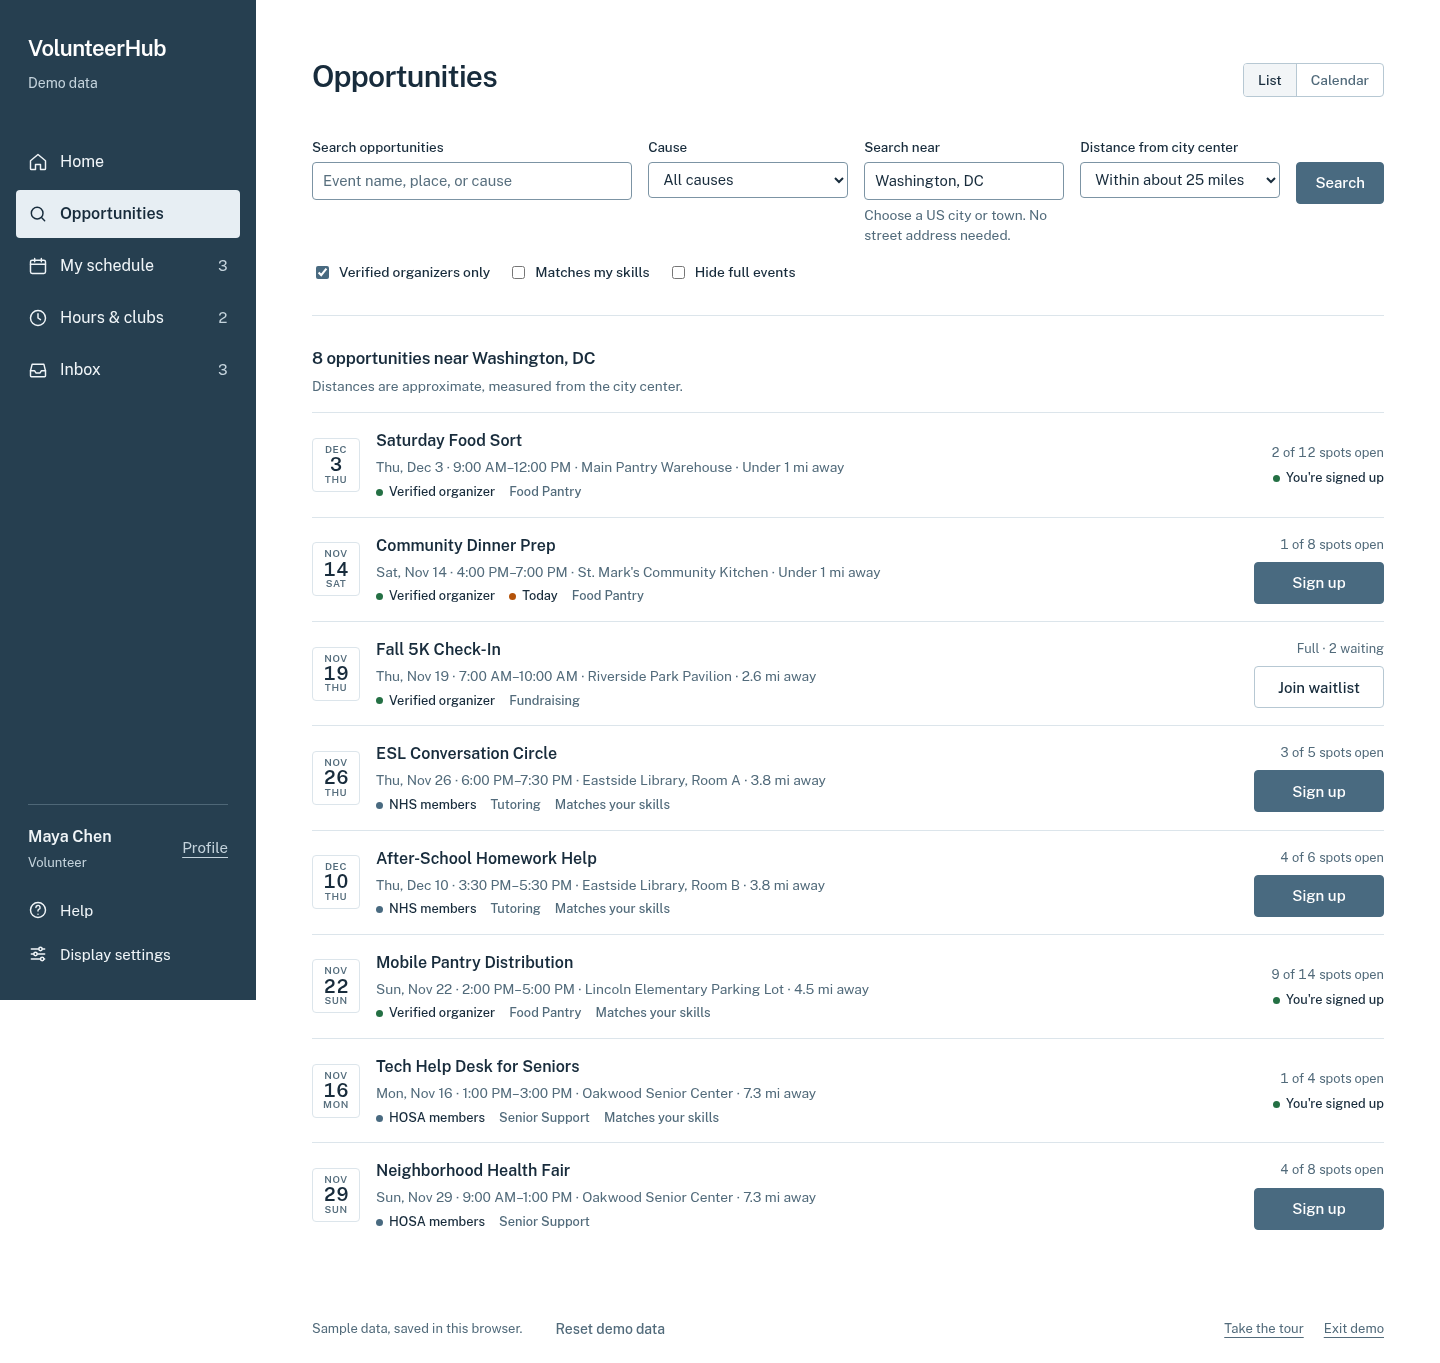 VolunteerHub
Demo data
Home
Opportunities
My schedule 3
Hours & clubs 2
Inbox 3
Maya Chen
Volunteer
Profile
Help
Display settings
Opportunities
List Calendar
Search opportunities
Event name, place, or cause
Cause
All causes
Search near
Washington, DC
Choose a US city or town. No
street address needed.
Distance from city center
Within about 25 miles
Search
Verified organizers only Matches my skills Hide full events
8 opportunities near Washington, DC
Distances are approximate, measured from the city center.
DEC
3
THU
Saturday Food Sort
Thu, Dec 3 · 9:00 AM–12:00 PM · Main Pantry Warehouse · Under 1 mi away
Verified organizer Food Pantry
2 of 12 spots open
You're signed up
NOV
14
SAT
Community Dinner Prep
Sat, Nov 14 · 4:00 PM–7:00 PM · St. Mark's Community Kitchen · Under 1 mi away
Verified organizer Today Food Pantry
1 of 8 spots open
Sign up
NOV
19
THU
Fall 5K Check-In
Thu, Nov 19 · 7:00 AM–10:00 AM · Riverside Park Pavilion · 2.6 mi away
Verified organizer Fundraising
Full · 2 waiting
Join waitlist
NOV
26
THU
ESL Conversation Circle
Thu, Nov 26 · 6:00 PM–7:30 PM · Eastside Library, Room A · 3.8 mi away
NHS members Tutoring Matches your skills
3 of 5 spots open
Sign up
DEC
10
THU
After-School Homework Help
Thu, Dec 10 · 3:30 PM–5:30 PM · Eastside Library, Room B · 3.8 mi away
NHS members Tutoring Matches your skills
4 of 6 spots open
Sign up
NOV
22
SUN
Mobile Pantry Distribution
Sun, Nov 22 · 2:00 PM–5:00 PM · Lincoln Elementary Parking Lot · 4.5 mi away
Verified organizer Food Pantry Matches your skills
9 of 14 spots open
You're signed up
NOV
16
MON
Tech Help Desk for Seniors
Mon, Nov 16 · 1:00 PM–3:00 PM · Oakwood Senior Center · 7.3 mi away
HOSA members Senior Support Matches your skills
1 of 4 spots open
You're signed up
NOV
29
SUN
Neighborhood Health Fair
Sun, Nov 29 · 9:00 AM–1:00 PM · Oakwood Senior Center · 7.3 mi away
HOSA members Senior Support
4 of 8 spots open
Sign up
Sample data, saved in this browser. Reset demo data Take the tour Exit demo